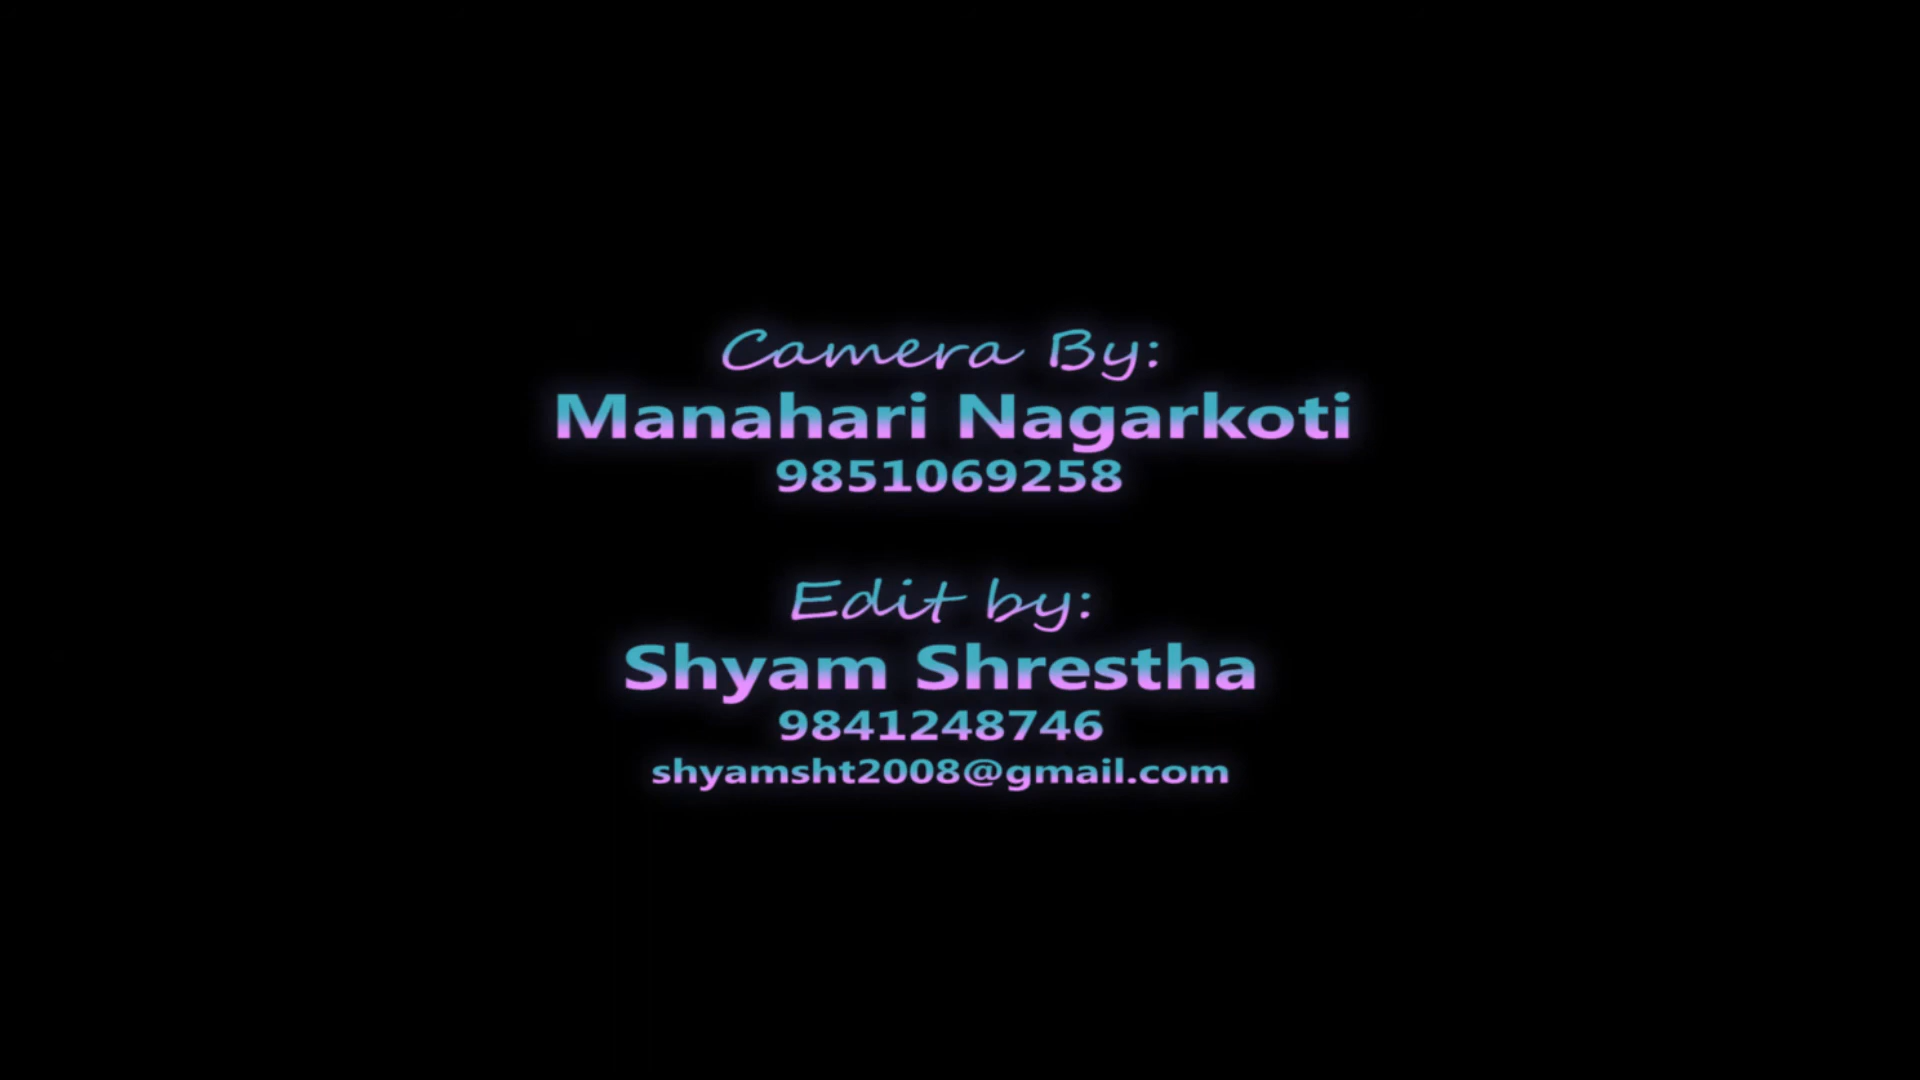 Camera By:
Manahari Nagarkoti
9851069258
Edit by:
Shyam Shrestha
9841248746
shyamsht2008@gmail.com